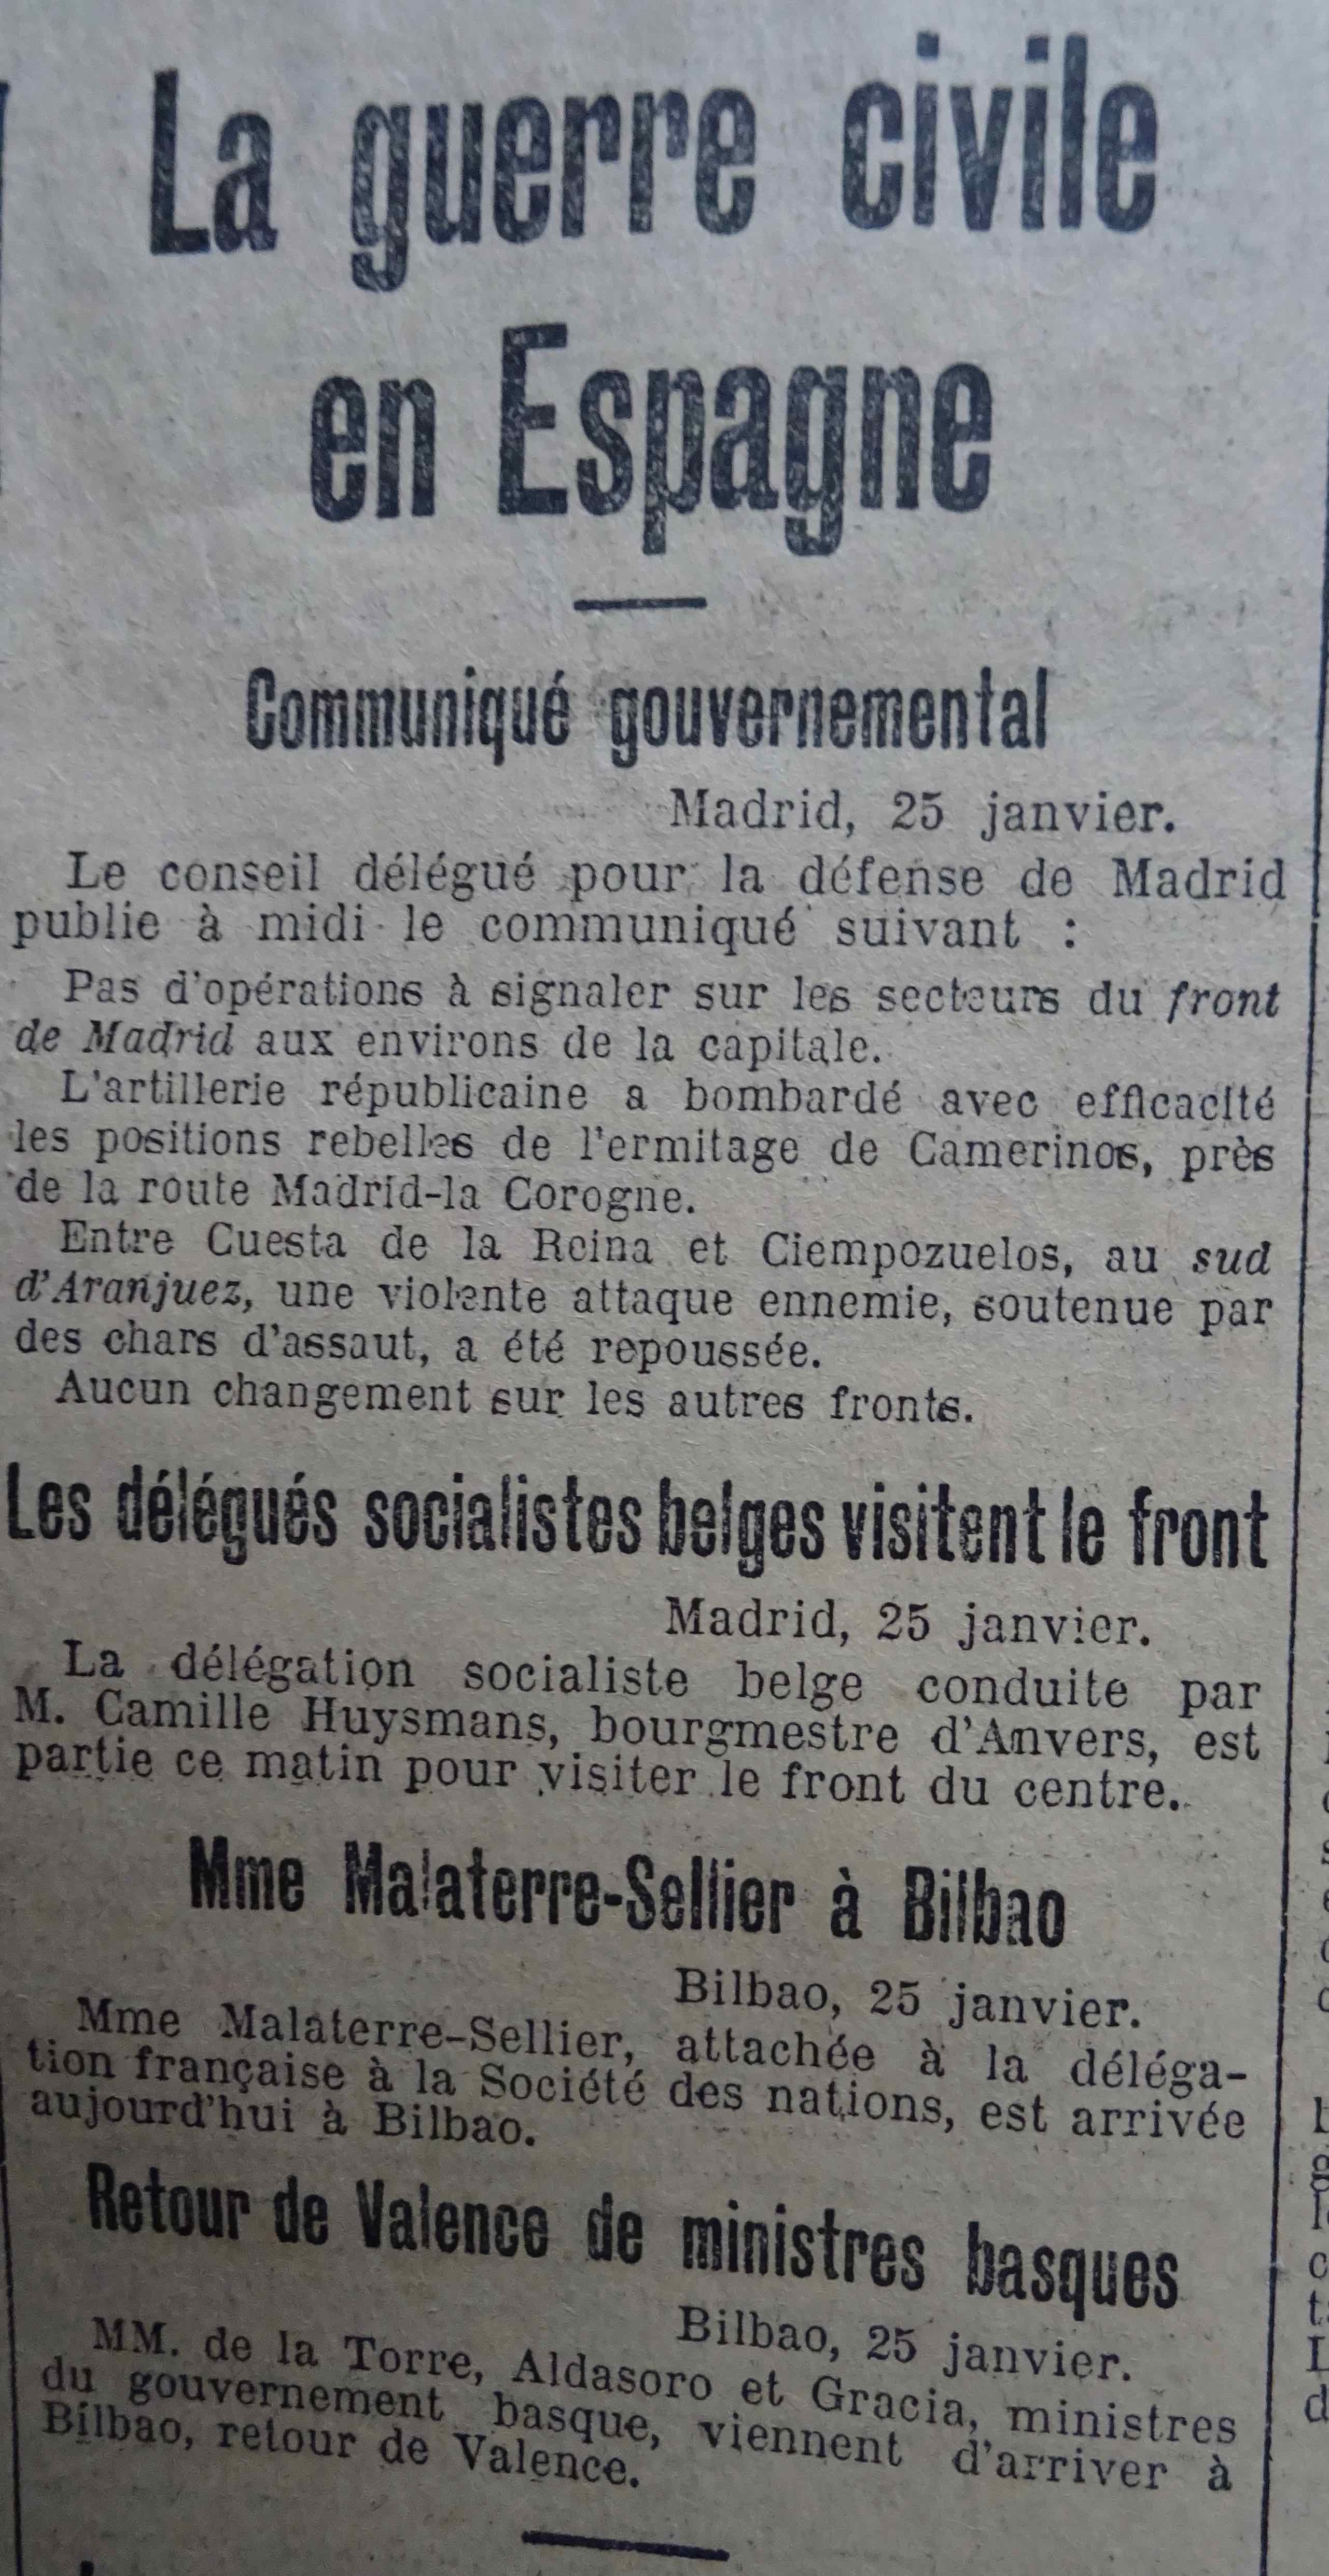 La guerre civile
en Espagne
Communiqué gouvernemental
Madrid, 25 janvier.
Le conseil délégué pour la défense de Madrid
publie à midi le communiqué suivant :
Pas d'opérations à signaler sur les secteurs du front
de Madrid aux environs de la capitale.
L'artillerie républicaine a bombardé avec efficacité
les positions rebelles de l'ermitage de Camerinos, près
de la route Madrid-la Corogne.
Entre Cuesta de la Reina et Ciempozuelos, au sud
d'Aranjuez, une violente attaque ennemie, soutenue par
des chars d'assaut, a été repoussée.
Aucun changement sur les autres fronts.
Les délégués socialistes belges visitent le front
Madrid, 25 janvier.
La délégation socialiste belge conduite par
M. Camille Huysmans, bourgmestre d'Anvers, est
partie ce matin pour visiter le front du centre.
Mme Malaterre-Sellier à Bilbao
Bilbao, 25 janvier.
Mme Malaterre-Sellier, attachée à la déléga-
tion française à la Société des nations, est arrivée
aujourd'hui à Bilbao.
Retour de Valence de ministres basques
Bilbao, 25 janvier.
MM. de la Torre, Aldasoro et Gracia, ministres
du gouvernement basque, viennent d'arriver à
Bilbao, retour de Valence.